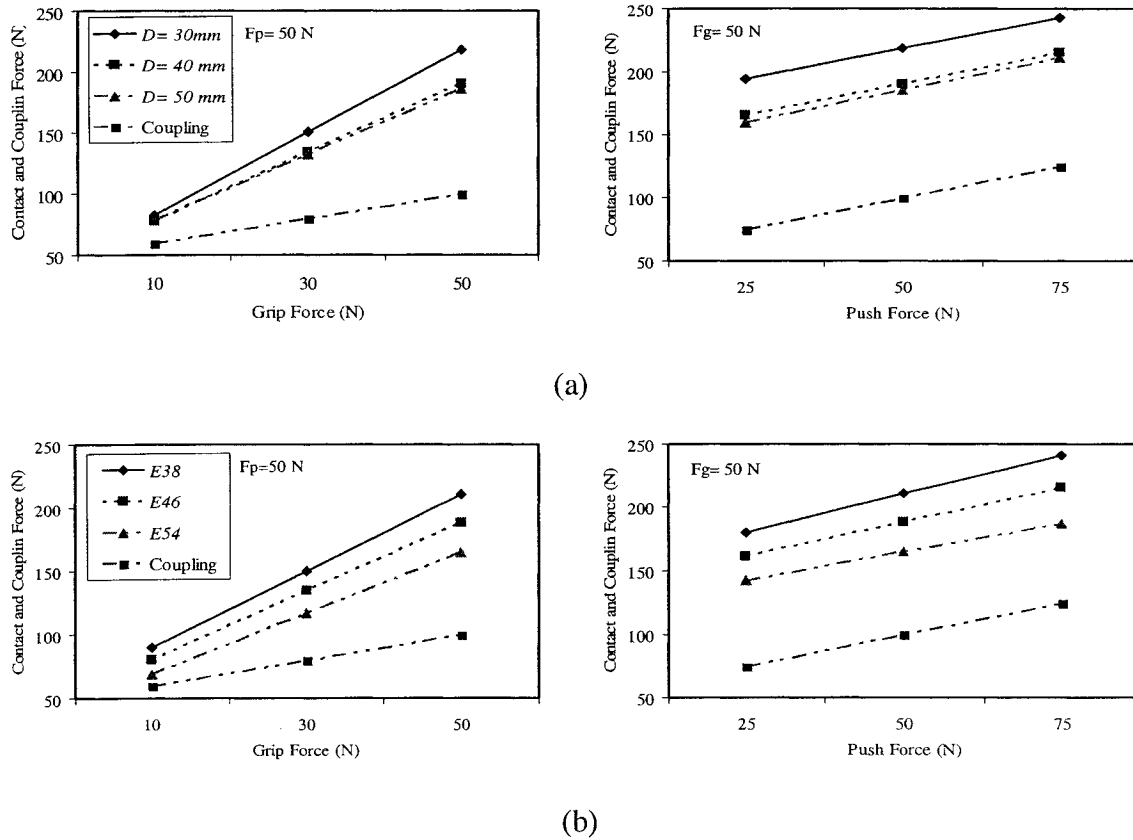 250
200
150
100
50
Contact and Couplin Force (N)
D= 30mm
D= 40 mm
D= 50 mm
Coupling
Fp= 50 N
10 30 50
Grip Force (N)
250
200
150
100
50
Contact and Couplin Force (N)
Fg= 50 N
25 50 75
Push Force (N)
(a)
250
200
150
100
50
Contact and Couplin Force (N)
E38
E46
E54
Coupling
Fp=50 N
10 30 50
Grip Force (N)
250
200
150
100
50
Contact and Couplin Force (N)
Fg= 50 N
25 50 75
Push Force (N)
(b)